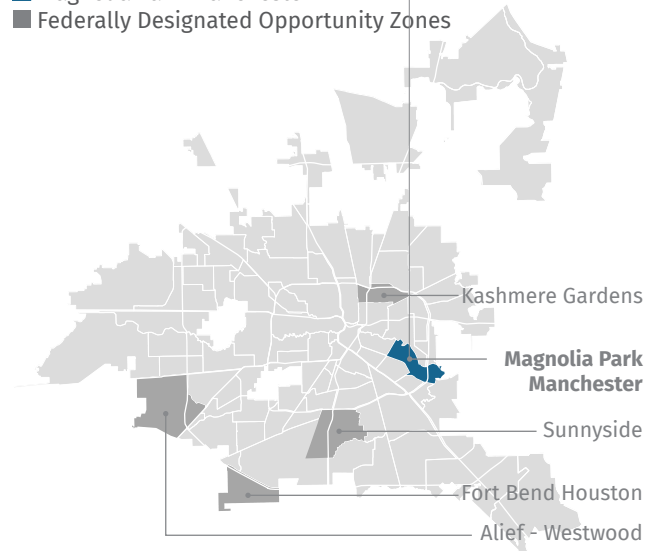 Federally Designated Opportunity Zones
Kashmere Gardens
Magnolia Park
Manchester
Sunnyside
Fort Bend Houston
Alief - Westwood